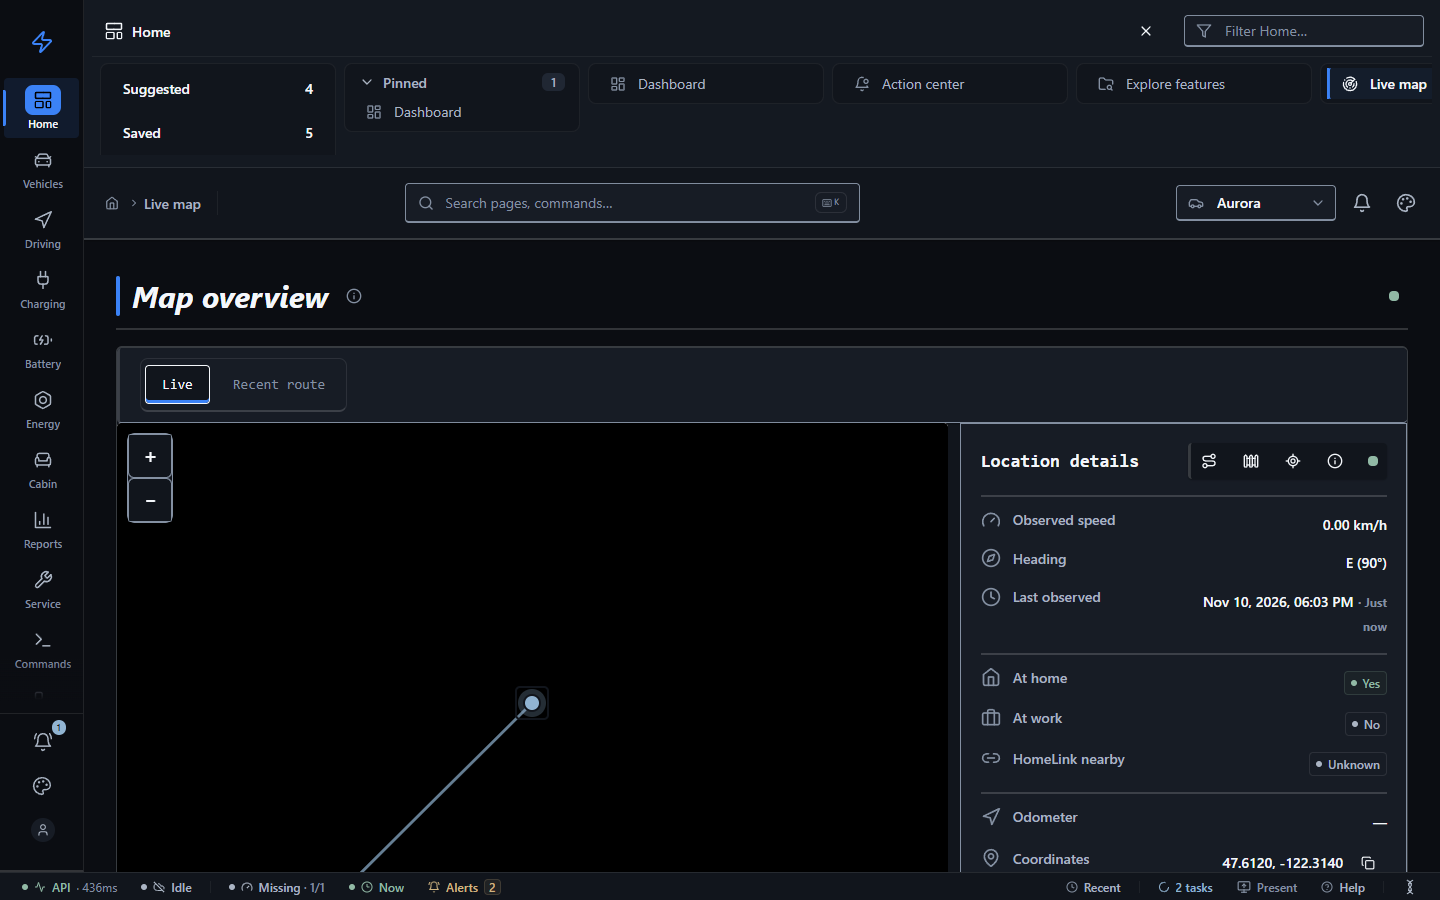 Home
Vehicles
Driving
Charging
Battery
Energy
Cabin
Reports
Service
Commands
1
Home
Filter Home...
Suggested 4
Saved 5
Pinned 1
Dashboard
Dashboard
Action center
Explore features
Live map
Live map
Search pages, commands...
K
Aurora
Map overview
Live
Recent route
+
−
Location details
Observed speed 0.00 km/h
Heading E (90°)
Last observed Nov 10, 2026, 06:03 PM · Just
now
At home Yes
At work No
HomeLink nearby Unknown
Odometer —
Coordinates 47.6120, -122.3140
API · 436ms
Idle
Missing · 1/1
Now
Alerts 2
Recent
2 tasks
Present
Help